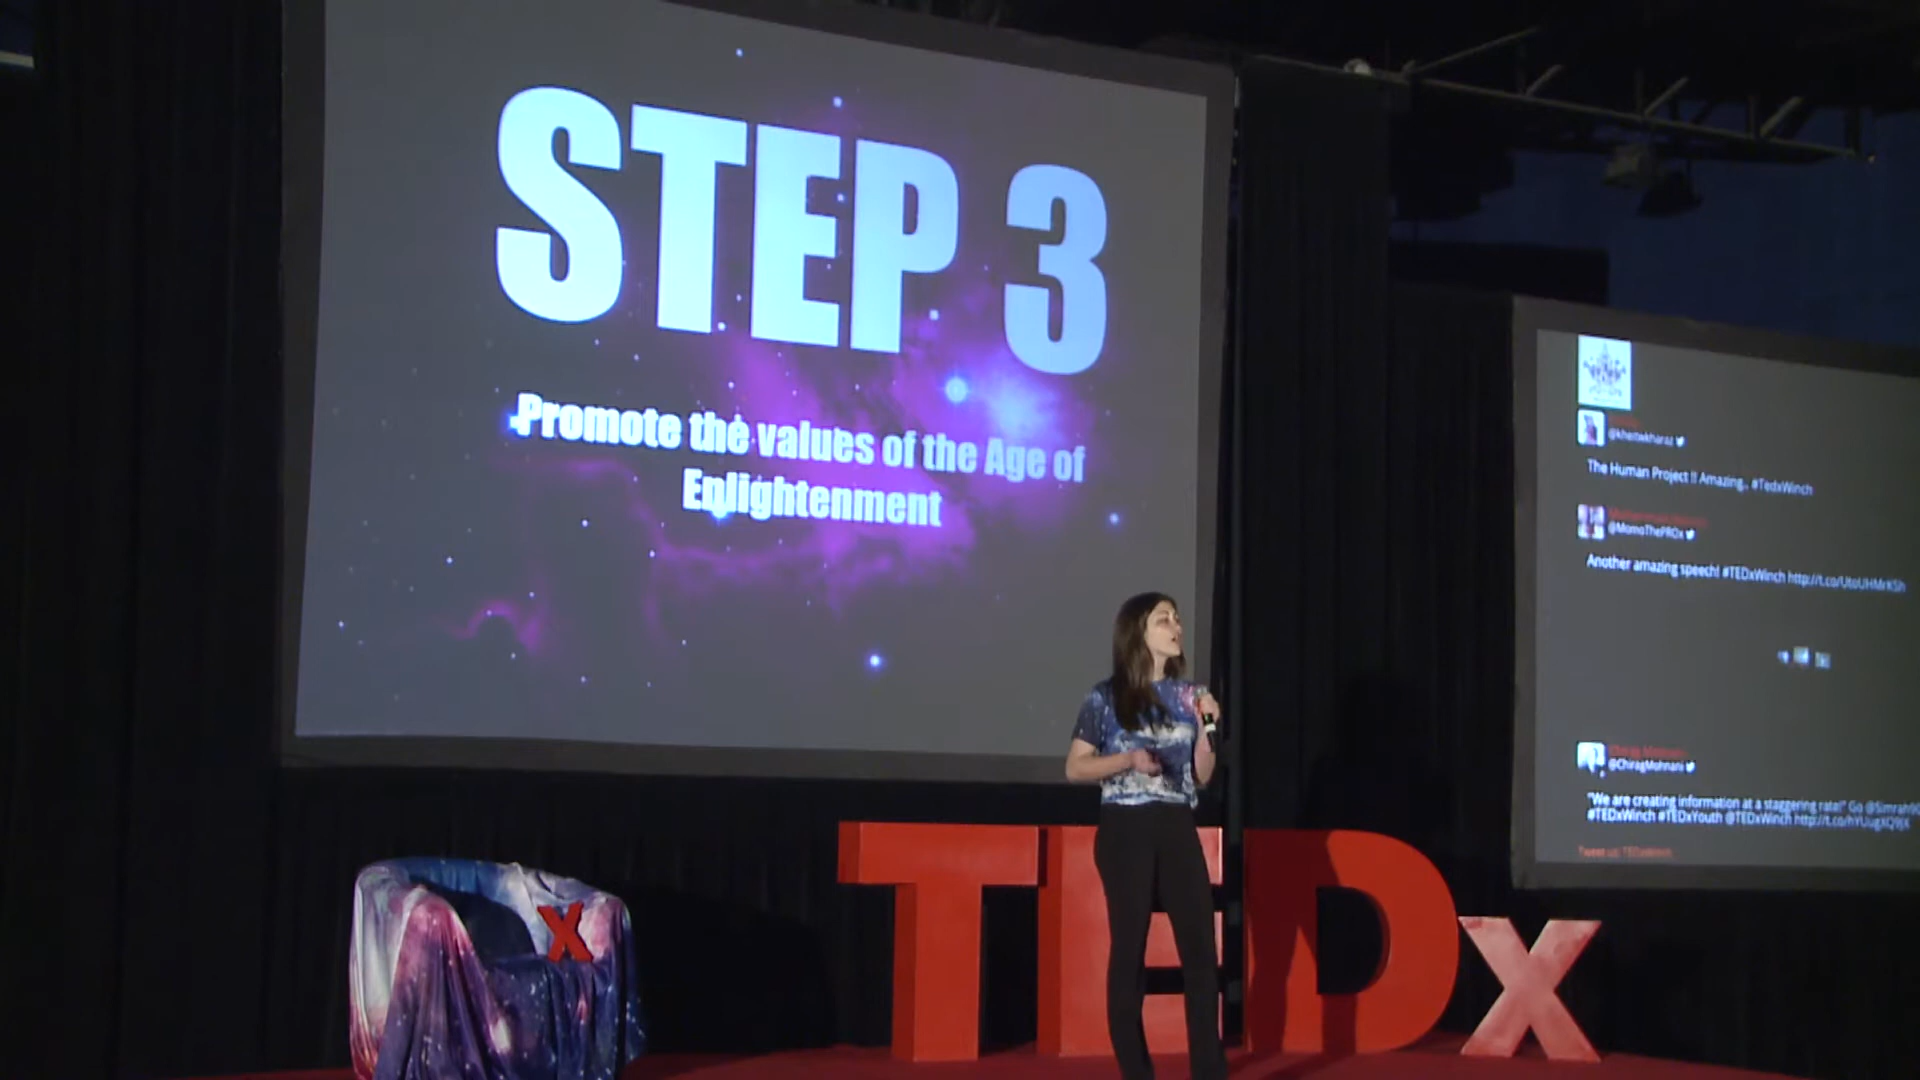 STEP 3
Promote the values of the Age of
Enlightenment
The Human Project !! Amazing.. #TedxWinch
@MomoThePROx
Another amazing speech! #TEDxWinch
@ChiragMohnani
"We are creating information at a staggering rate!" Go
#TEDxWinch #TEDxYouth @TEDxWinch
x
TEDx